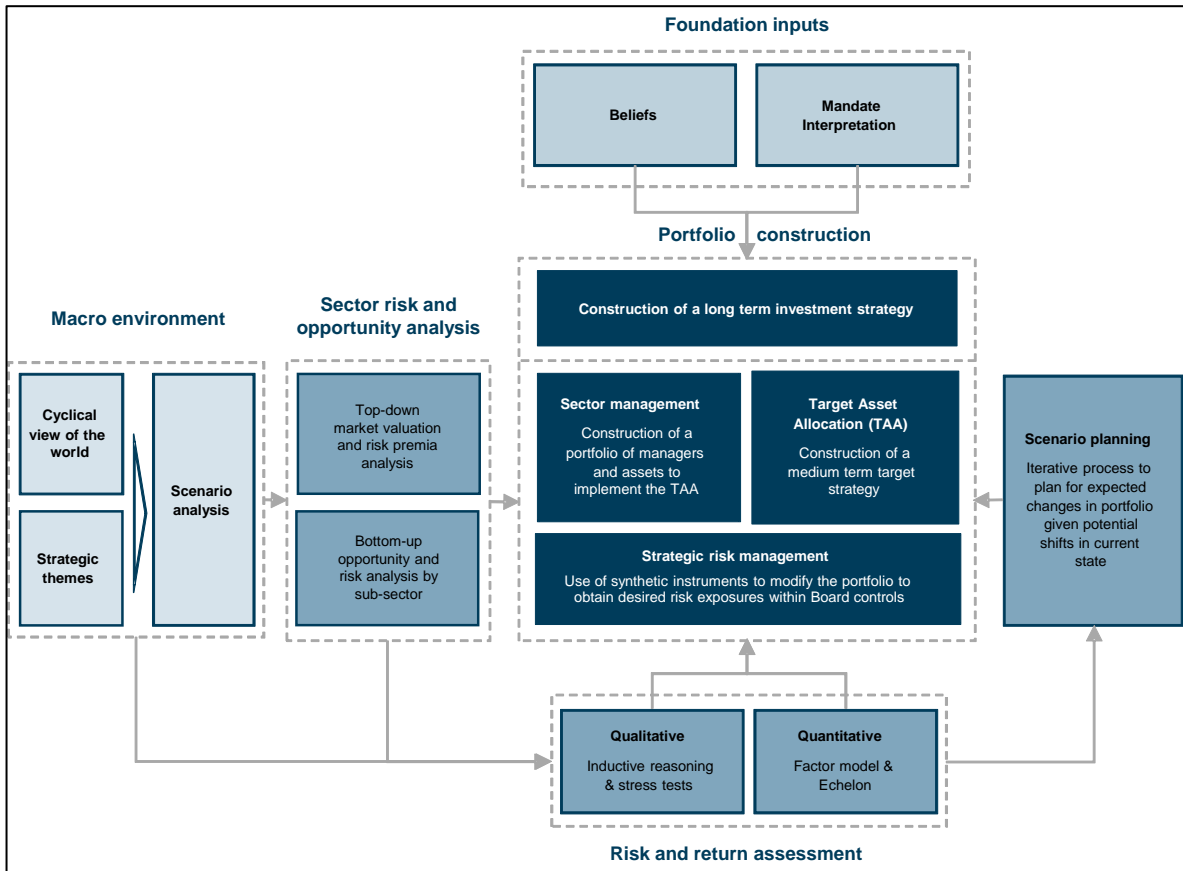 Foundation inputs
Beliefs
Mandate
Interpretation
Portfolio construction
Construction of a long term investment strategy
Macro environment
Sector risk and
opportunity analysis
Cyclical
view of the
world
Strategic
themes
Scenario
analysis
Top-down
market valuation
and risk premia
analysis
Bottom-up
opportunity and
risk analysis by
sub-sector
Sector management
Construction of a
portfolio of managers
and assets to
implement the TAA
Target Asset
Allocation (TAA)
Construction of a
medium term target
strategy
Strategic risk management
Use of synthetic instruments to modify the portfolio to
obtain desired risk exposures within Board controls
Scenario planning
Iterative process to
plan for expected
changes in portfolio
given potential
shifts in current
state
Qualitative
Inductive reasoning
& stress tests
Quantitative
Factor model &
Echelon
Risk and return assessment